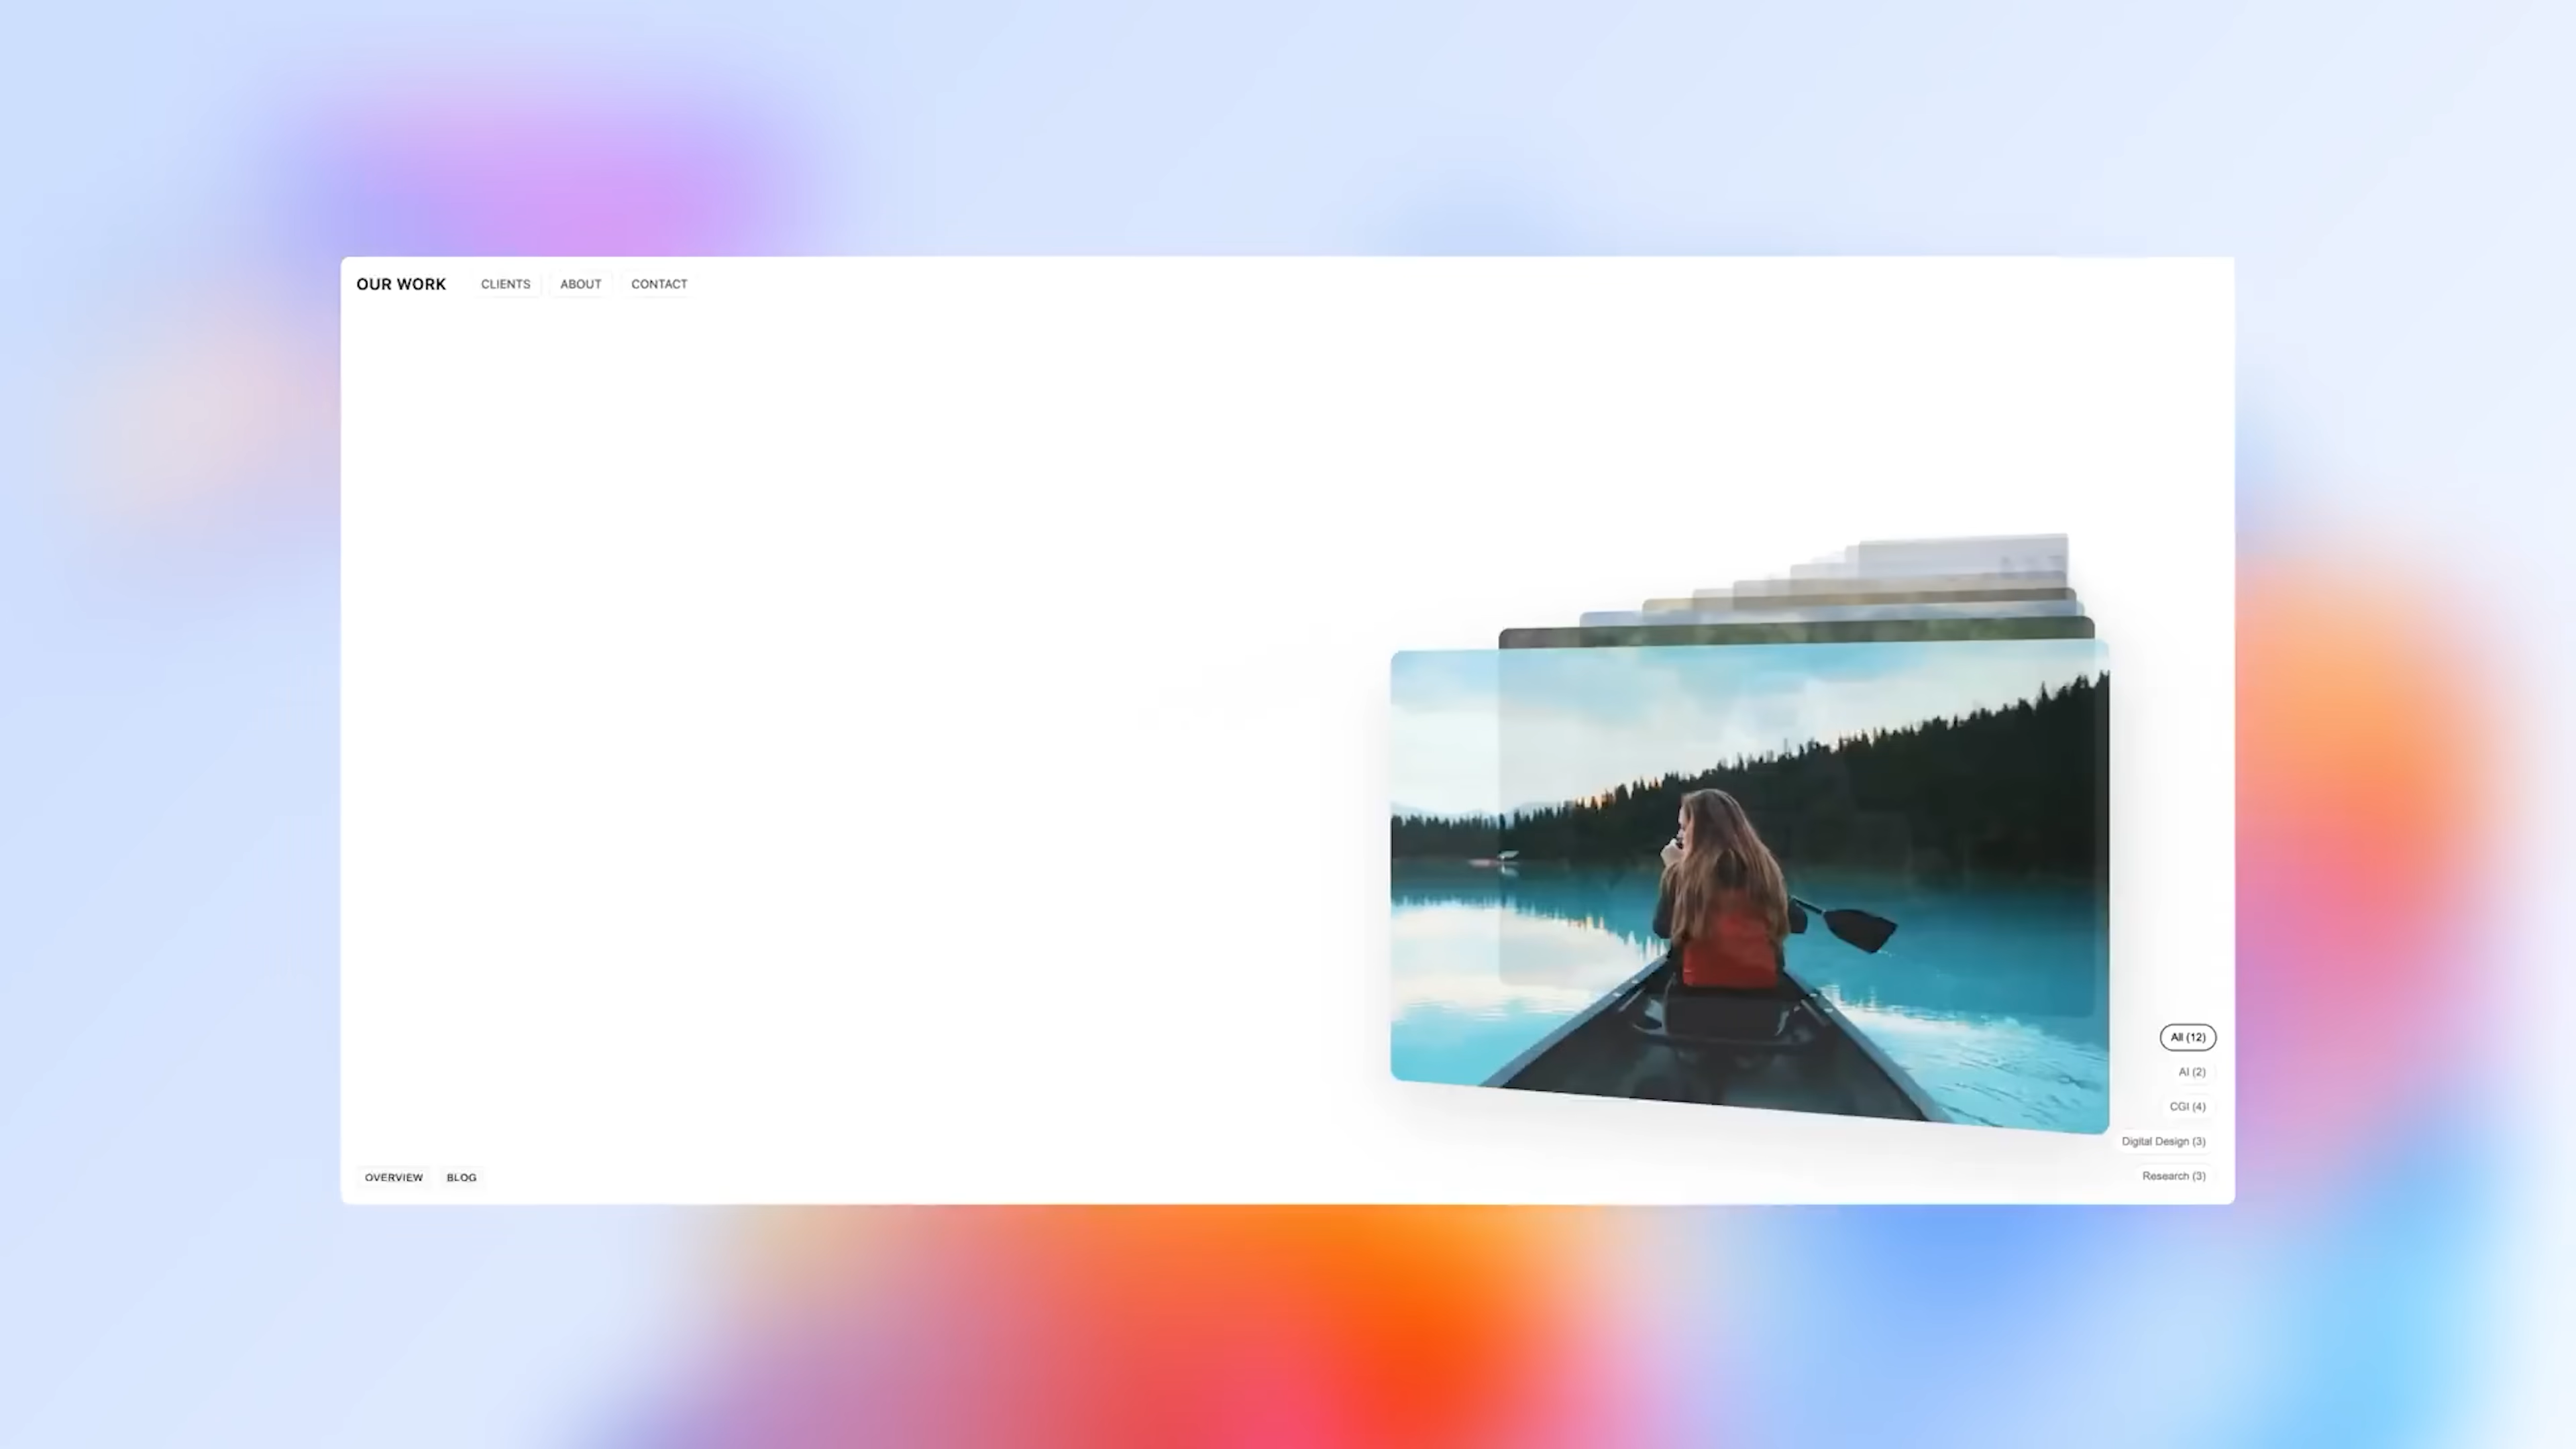 OUR WORK CLIENTS ABOUT CONTACT
All (12)
AI (2)
CGI (4)
Digital Design (3)
Research (3)
OVERVIEW BLOG